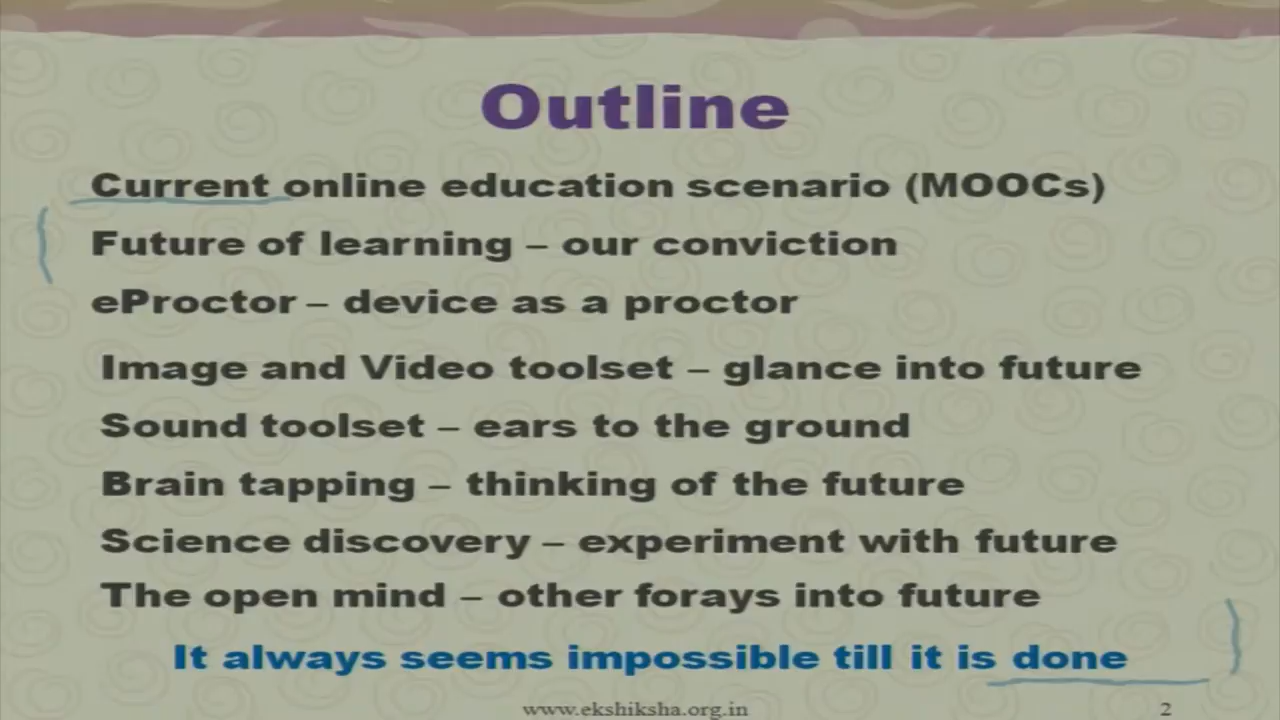 Outline
Current online education scenario (MOOCs)
Future of learning – our conviction
eProctor – device as a proctor
Image and Video toolset – glance into future
Sound toolset – ears to the ground
Brain tapping – thinking of the future
Science discovery – experiment with future
The open mind – other forays into future
It always seems impossible till it is done
www.ekshiksha.org.in 2